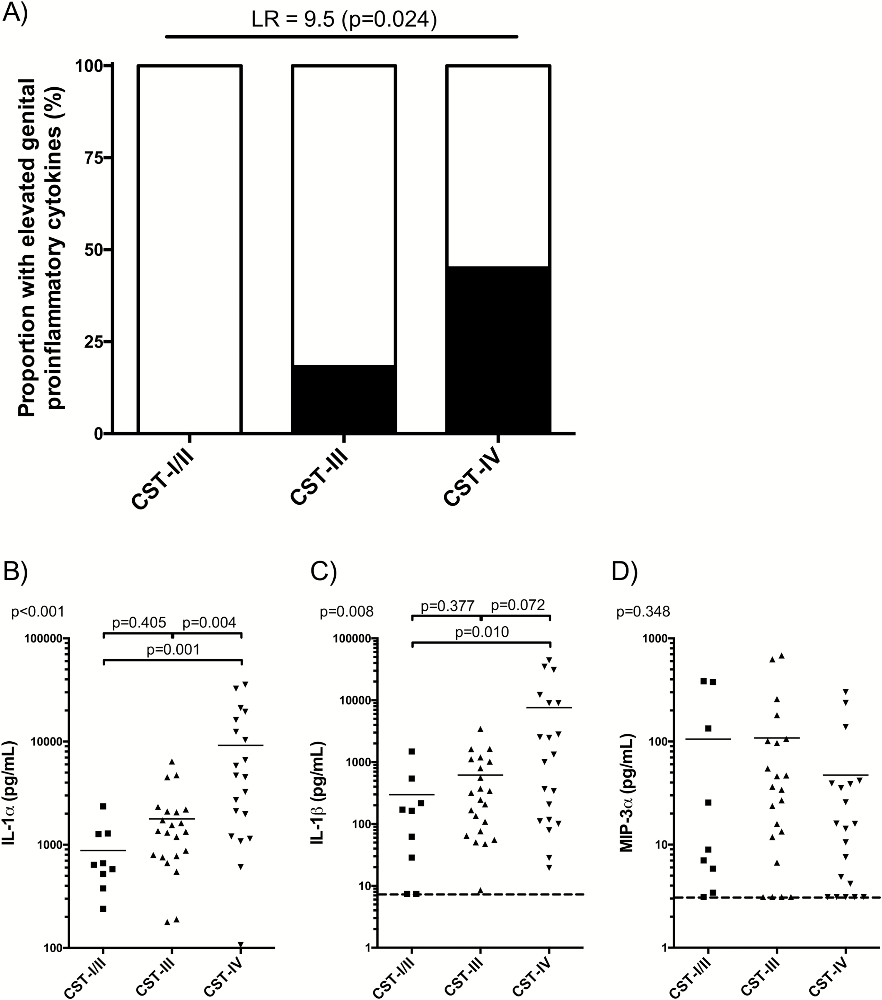 A)
LR = 9.5 (p=0.024)
Proportion with elevated genital
proinflammatory cytokines (%)
100
75
50
25
0
CST-I/II
CST-III
CST-IV
B)
p<0.001
p=0.405
p=0.004
p=0.001
IL-1α (pg/mL)
100000
10000
1000
100
CST-I/II
CST-III
CST-IV
C)
p=0.008
p=0.377
p=0.072
p=0.010
IL-1β (pg/mL)
100000
10000
1000
100
10
1
CST-I/II
CST-III
CST-IV
D)
p=0.348
MIP-3α (pg/mL)
1000
100
10
1
CST-I/II
CST-III
CST-IV